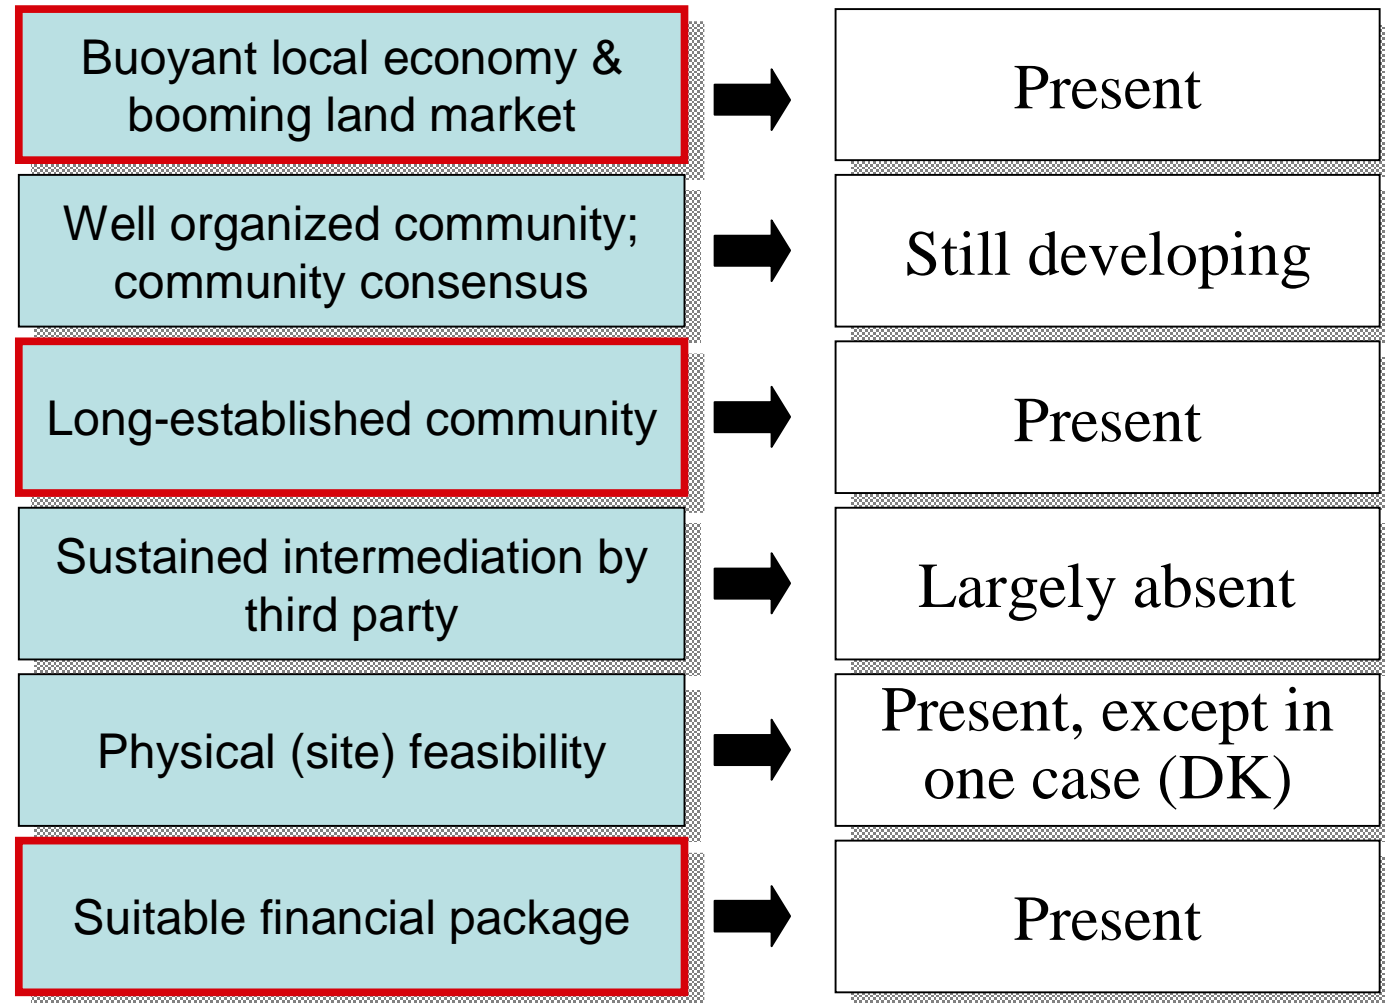 Buoyant local economy &
booming land market
Present
Well organized community;
community consensus
Still developing
Long-established community
Present
Sustained intermediation by
third party
Largely absent
Physical (site) feasibility
Present, except in
one case (DK)
Suitable financial package
Present